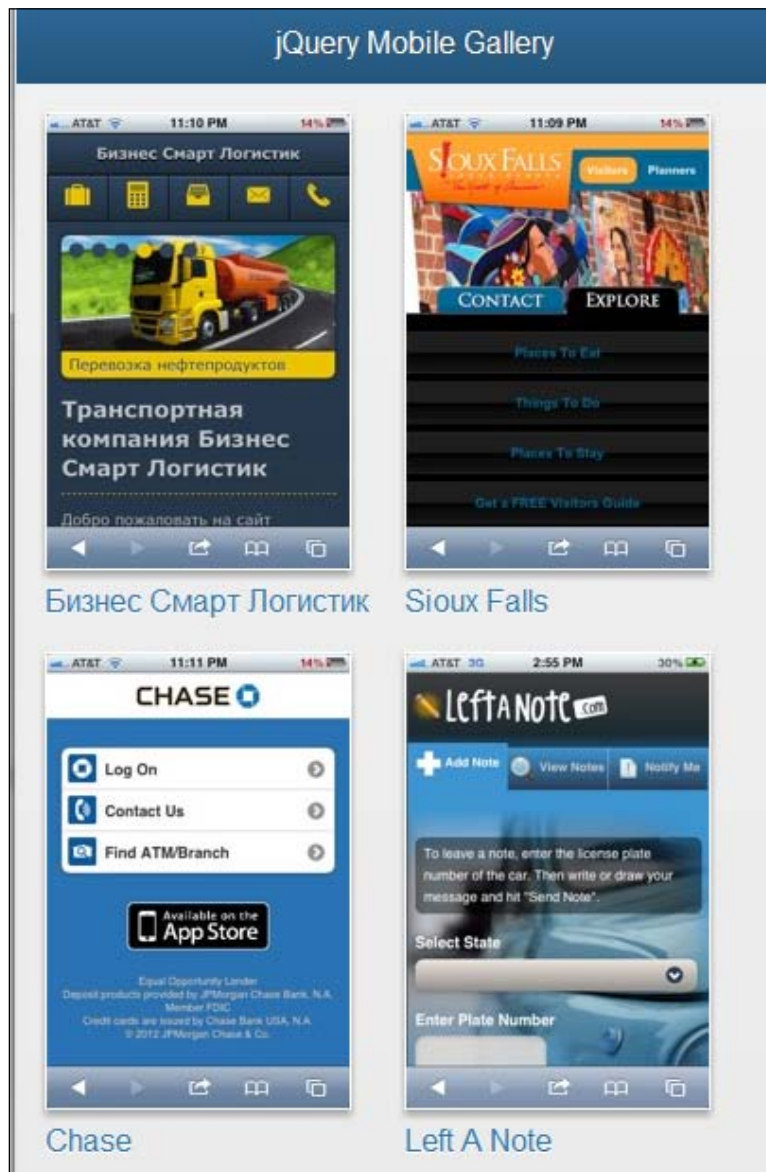 jQuery Mobile Gallery
AT&T 11:10 PM 14%
Бизнес Смарт Логистик
Перевозка нефтепродуктов
Транспортная
компания Бизнес
Смарт Логистик
Добро пожаловать на сайт
Бизнес Смарт Логистик
AT&T 11:09 PM 14%
SIOUX FALLS
Visitors Planners
CONTACT EXPLORE
Places To Eat
Things To Do
Places To Stay
Get a FREE Visitors Guide
Sioux Falls
AT&T 11:11 PM 14%
CHASE
Log On
Contact Us
Find ATM/Branch
Available on the
App Store
Equal Opportunity Lender
Deposit products provided by JPMorgan Chase Bank, N.A.
Member FDIC
Credit cards are issued by Chase Bank USA, N.A.
© 2012 JPMorgan Chase & Co.
Chase
AT&T 3G 2:55 PM 30%
LEFT A NOTE .com
Add Note View Notes Notify Me
To leave a note, enter the license plate
number of the car. Then write or draw your
message and hit "Send Note".
Select State
Enter Plate Number
Left A Note